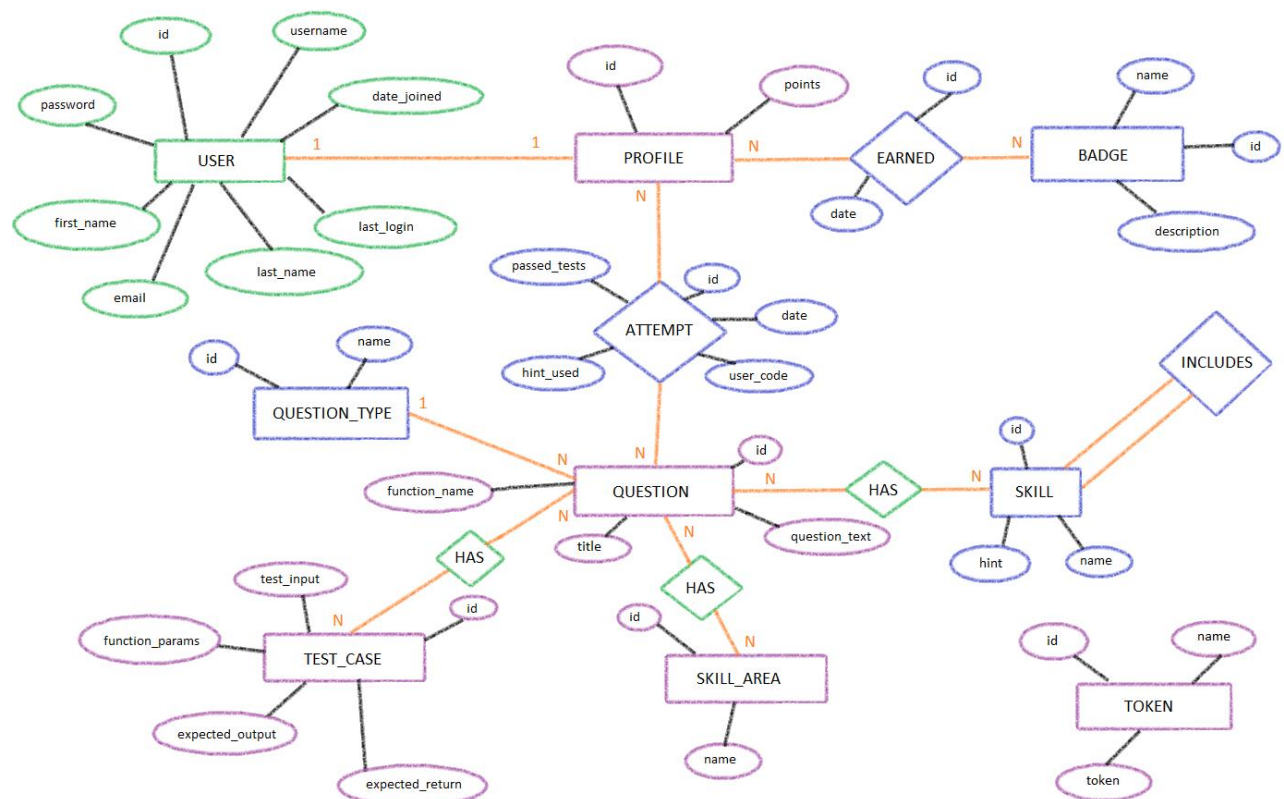 id
username
password
date_joined
USER
first_name
last_login
last_name
email
1
1
id
points
PROFILE
N
N
id
EARNED
date
N
name
BADGE
id
description
passed_tests
id
ATTEMPT
date
hint_used
user_code
N
id
name
QUESTION_TYPE
1
N
function_name
QUESTION
id
title
question_text
N
N
N
HAS
N
id
SKILL
hint
name
INCLUDES
HAS
N
test_input
id
function_params
TEST_CASE
expected_output
expected_return
HAS
N
id
SKILL_AREA
name
id
name
TOKEN
token